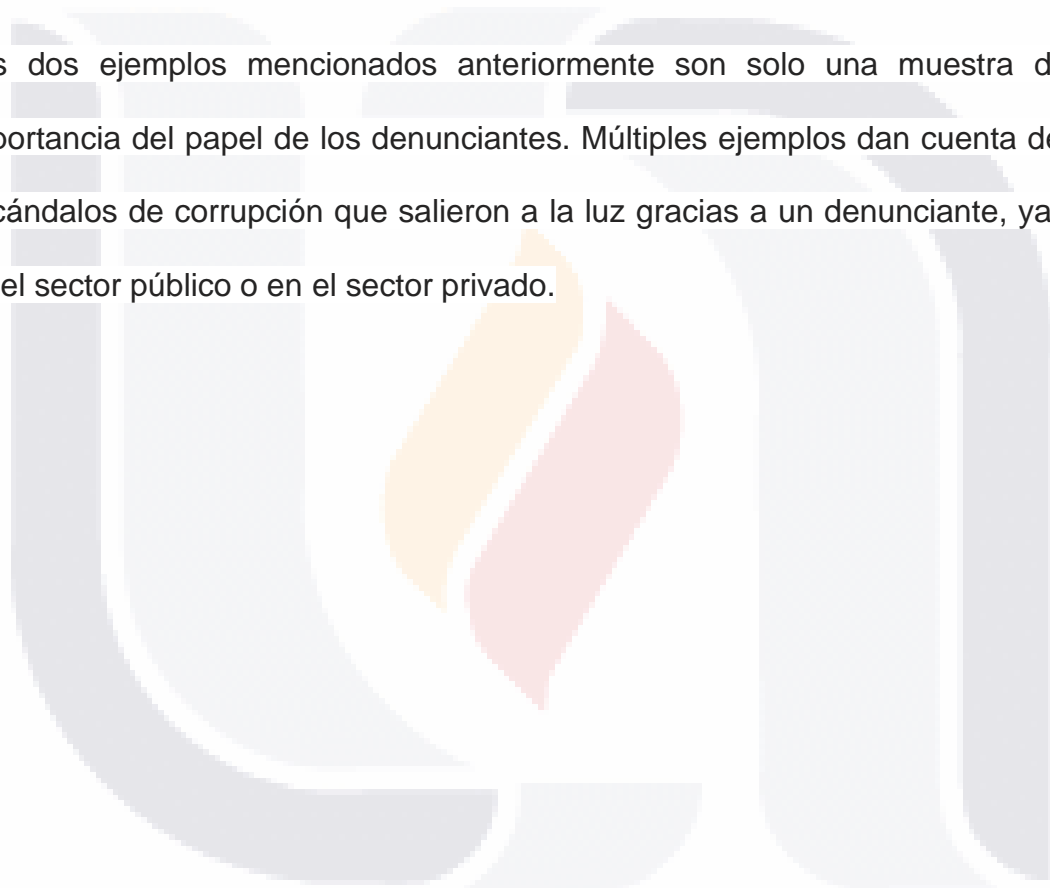 s dos ejemplos mencionados anteriormente son solo una muestra d
portancia del papel de los denunciantes. Múltiples ejemplos dan cuenta de
cándalos de corrupción que salieron a la luz gracias a un denunciante, ya
el sector público o en el sector privado.